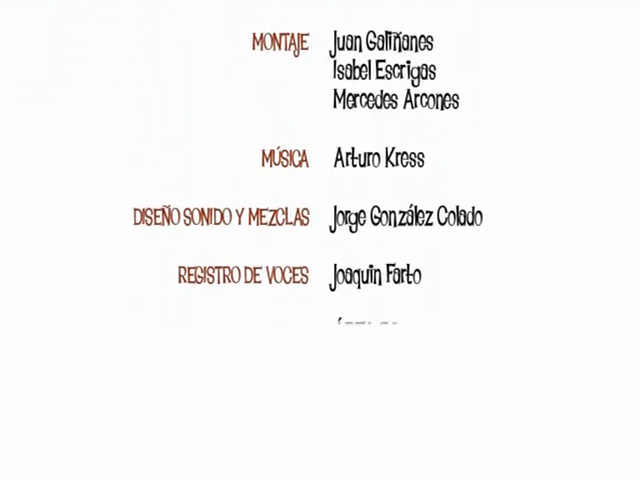 MONTAJE Juan Galiñanes
Isabel Escrigas
Mercedes Arcones
MÚSICA Arturo Kress
DISEÑO SONIDO Y MEZCLAS Jorge González Colado
REGISTRO DE VOCES Joaquin Farto